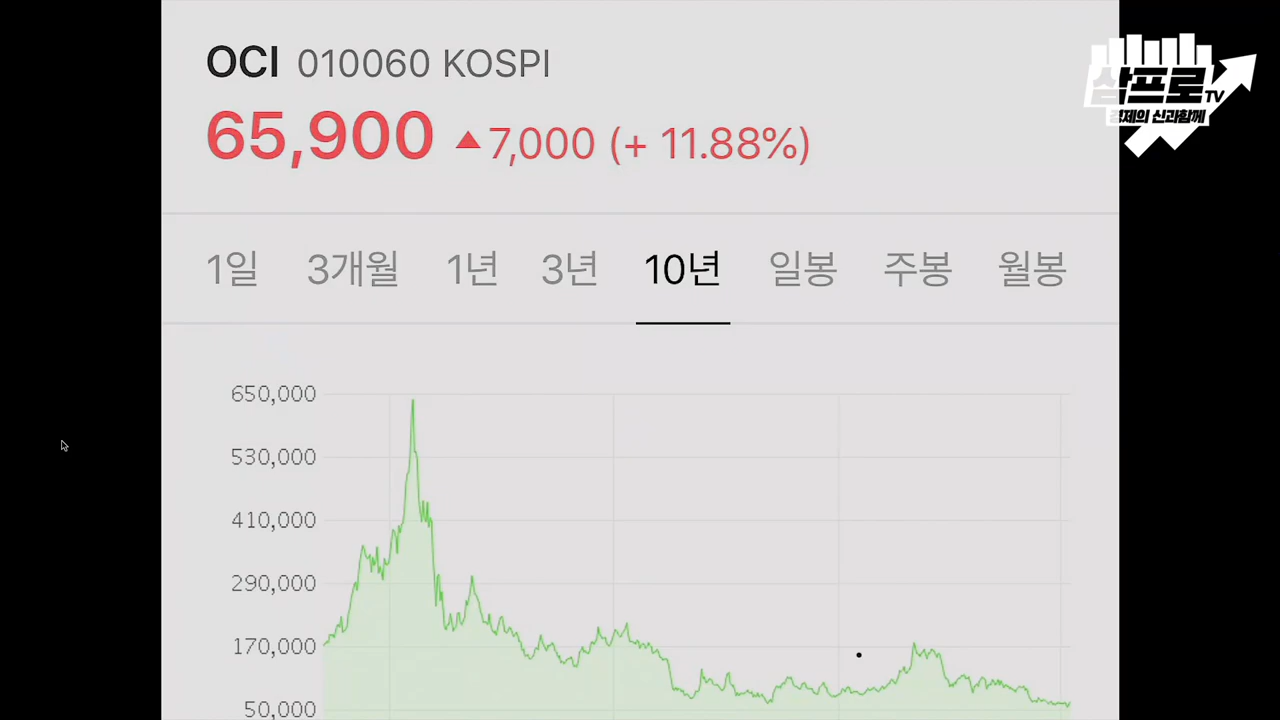 OCI 010060 KOSPI
65,900 ▲7,000 (+ 11.88%)
삼프로TV
경제의 신과함께
1일 3개월 1년 3년 10년 일봉 주봉 월봉
650,000
530,000
410,000
290,000
170,000
50,000